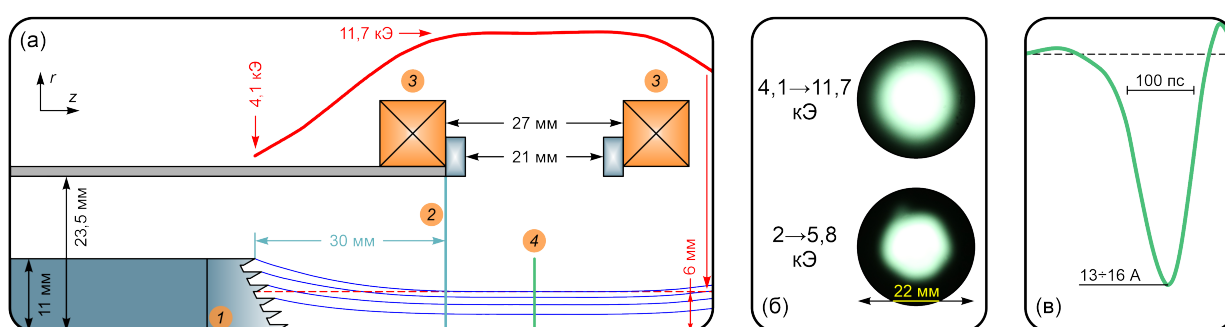 (а)
11,7 кЭ
4,1 кЭ
r
z
3
3
27 мм
21 мм
23,5 мм
2
30 мм
4
6 мм
11 мм
1
4,1→11,7
кЭ
2→5,8
кЭ
(б)
22 мм
100 пс
13÷16 А
(в)